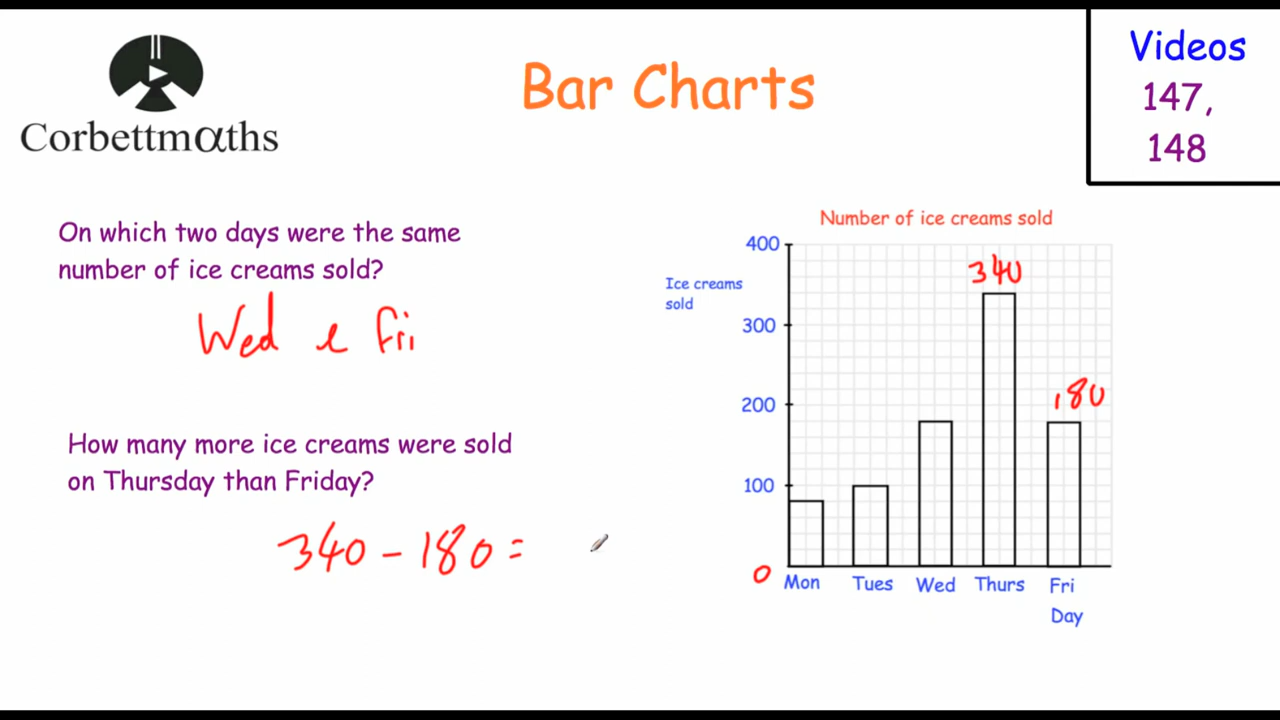 Corbettmαths
Bar Charts
Videos
147,
148
On which two days were the same
number of ice creams sold?
Wed & Fri
How many more ice creams were sold
on Thursday than Friday?
340 - 180 =
Number of ice creams sold
Ice creams
sold
400
300
200
100
0
340
180
Mon Tues Wed Thurs Fri
Day